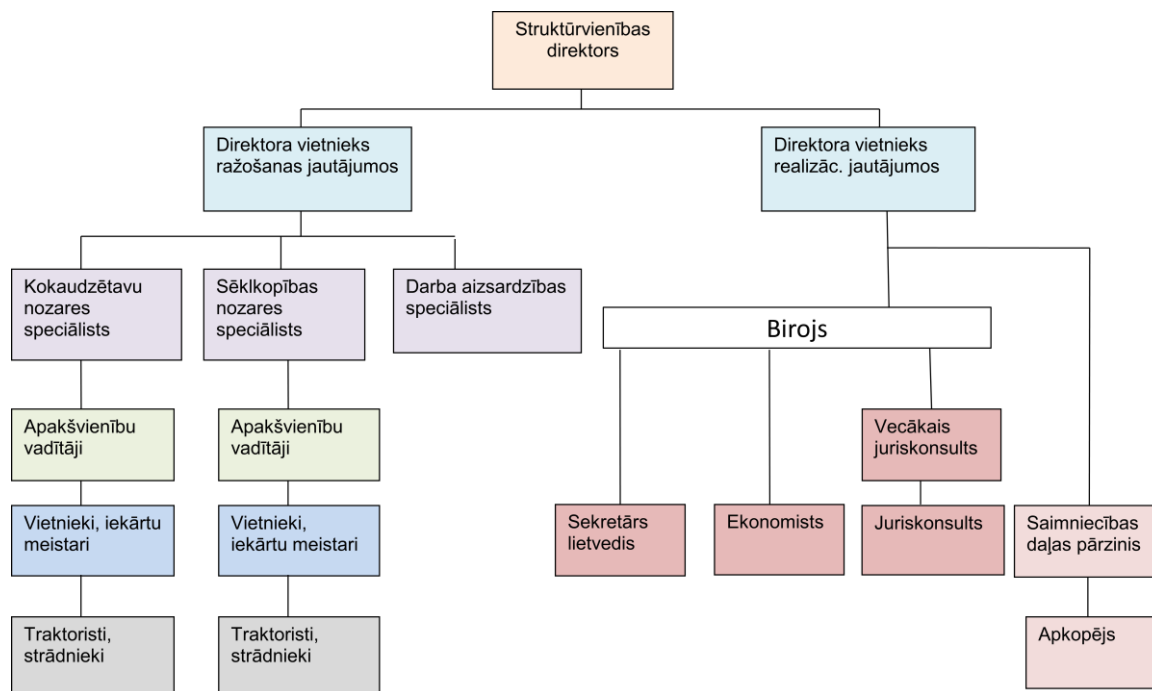 Struktūrvienības
direktors
Direktora vietnieks
ražošanas jautājumos
Direktora vietnieks
realizāc. jautājumos
Kokaudzētavu
nozares
speciālists
Sēklkopības
nozares
speciālists
Darba aizsardzības
speciālists
Birojs
Apakšvienību
vadītāji
Apakšvienību
vadītāji
Vecākais
juriskonsults
Vietnieki, iekārtu
meistari
Vietnieki,
iekārtu meistari
Sekretārs
lietvedis
Ekonomists
Juriskonsults
Saimniecības
daļas pārzinis
Traktoristi,
strādnieki
Traktoristi,
strādnieki
Apkopējs